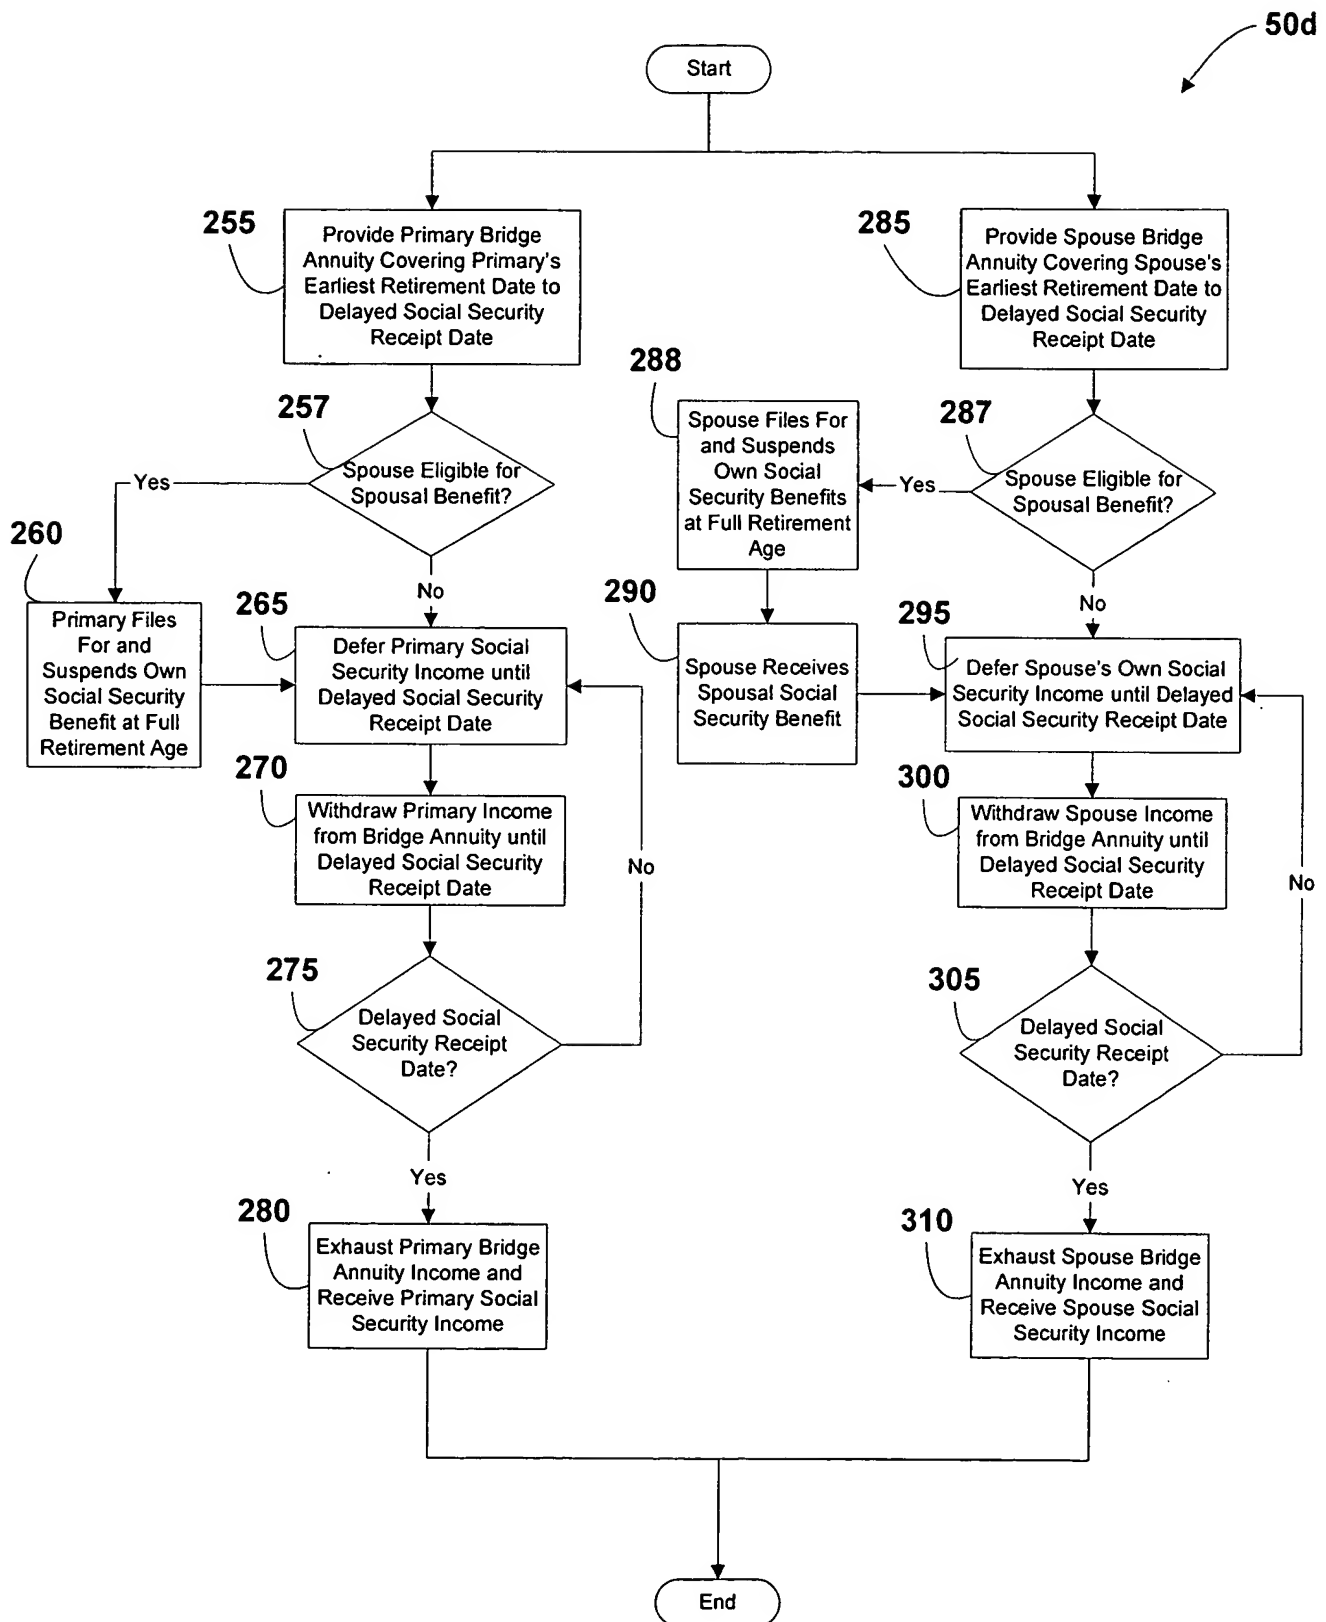 50d
Start
255
Provide Primary Bridge
Annuity Covering Primary's
Earliest Retirement Date to
Delayed Social Security
Receipt Date
285
Provide Spouse Bridge
Annuity Covering Spouse's
Earliest Retirement Date to
Delayed Social Security
Receipt Date
257
Spouse Eligible for
Spousal Benefit?
Yes
No
260
Primary Files
For and
Suspends Own
Social Security
Benefit at Full
Retirement Age
288
Spouse Files For
and Suspends
Own Social
Security Benefits
at Full Retirement
Age
287
Spouse Eligible for
Spousal Benefit?
Yes
No
265
Defer Primary Social
Security Income until
Delayed Social Security
Receipt Date
290
Spouse Receives
Spousal Social
Security Benefit
295
Defer Spouse's Own Social
Security Income until Delayed
Social Security Receipt Date
270
Withdraw Primary Income
from Bridge Annuity until
Delayed Social Security
Receipt Date
No
300
Withdraw Spouse Income
from Bridge Annuity until
Delayed Social Security
Receipt Date
No
275
Delayed Social
Security Receipt
Date?
Yes
305
Delayed Social
Security Receipt
Date?
Yes
280
Exhaust Primary Bridge
Annuity Income and
Receive Primary Social
Security Income
310
Exhaust Spouse Bridge
Annuity Income and
Receive Spouse Social
Security Income
End